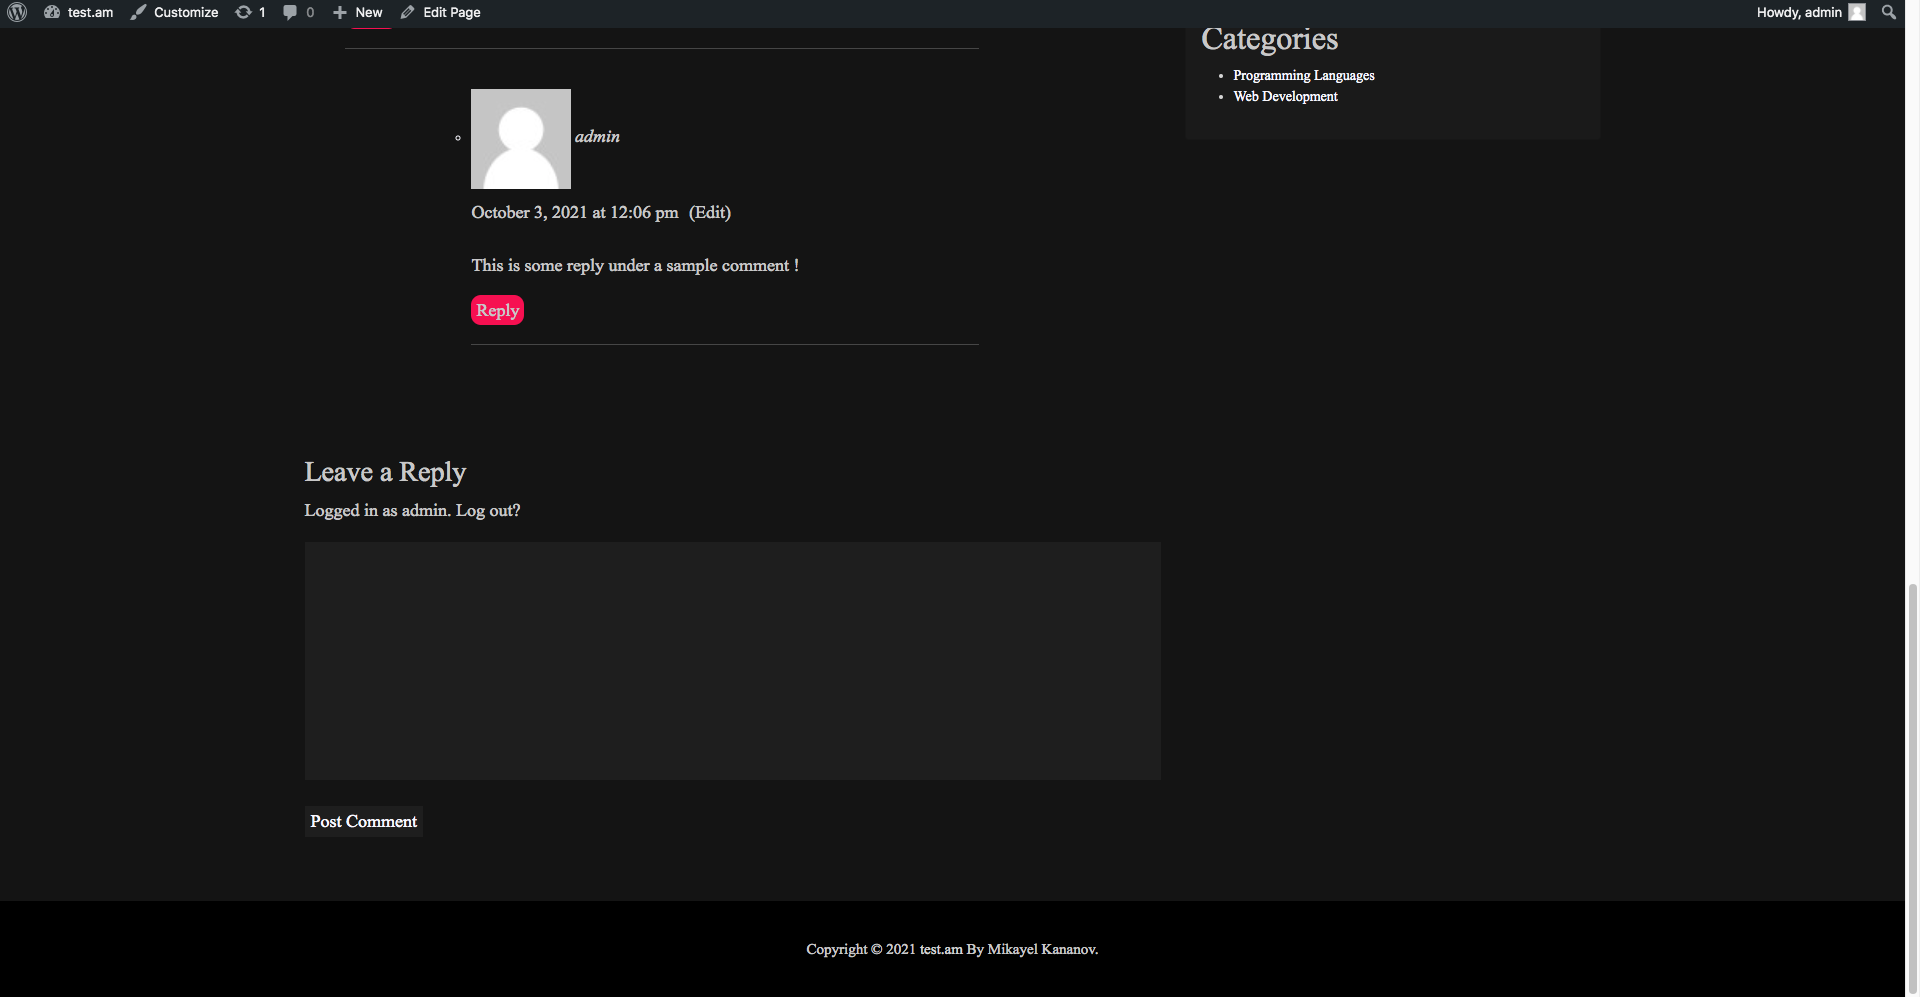 test.am Customize 1 0 New Edit Page Howdy, admin
Categories
Programming Languages
Web Development
admin
October 3, 2021 at 12:06 pm (Edit)
This is some reply under a sample comment !
Reply
Leave a Reply
Logged in as admin. Log out?
Post Comment
Copyright © 2021 test.am By Mikayel Kananov.